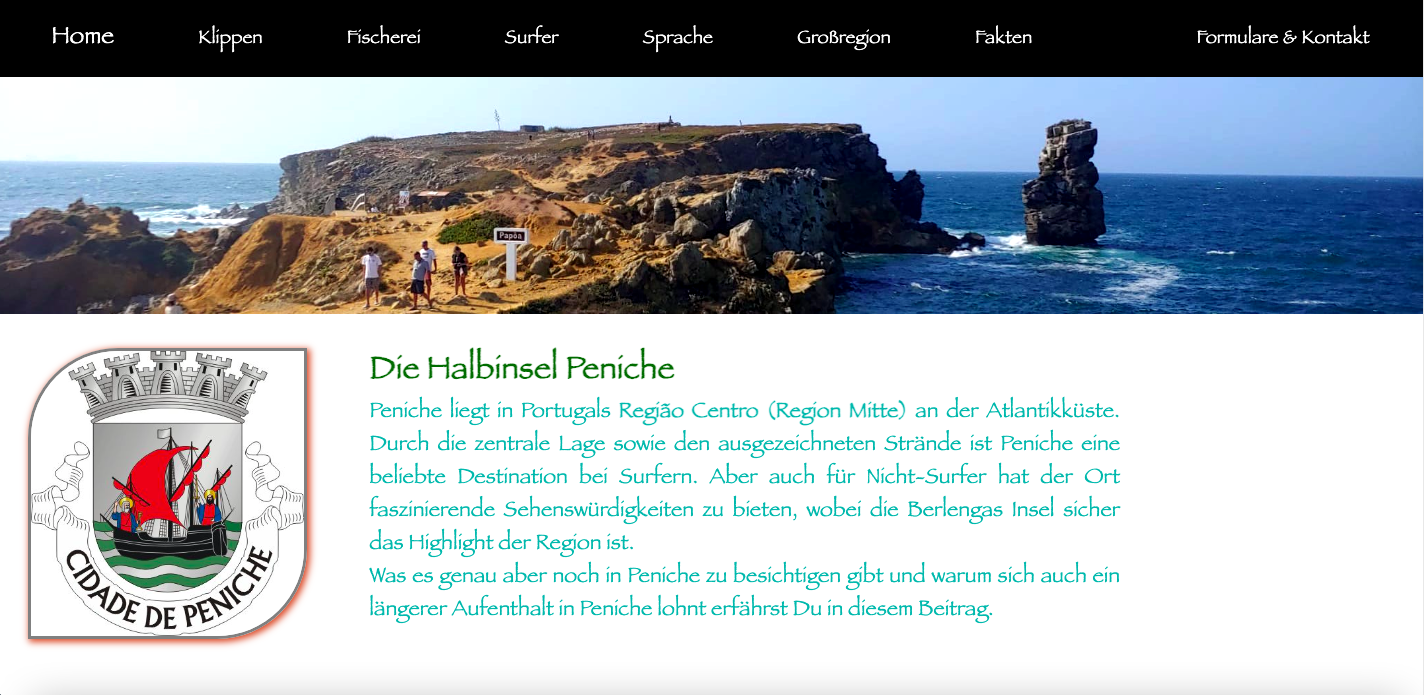 Home Klippen Fischerei Surfer Sprache Großregion Fakten Formulare & Kontakt
Papôa
CIDADE DE PENICHE
Die Halbinsel Peniche
Peniche liegt in Portugals Região Centro (Region Mitte) an der Atlantikküste.
Durch die zentrale Lage sowie den ausgezeichneten Strände ist Peniche eine
beliebte Destination bei Surfern. Aber auch für Nicht-Surfer hat der Ort
faszinierende Sehenswürdigkeiten zu bieten, wobei die Berlengas Insel sicher
das Highlight der Region ist.
Was es genau aber noch in Peniche zu besichtigen gibt und warum sich auch ein
längerer Aufenthalt in Peniche lohnt erfährst Du in diesem Beitrag.